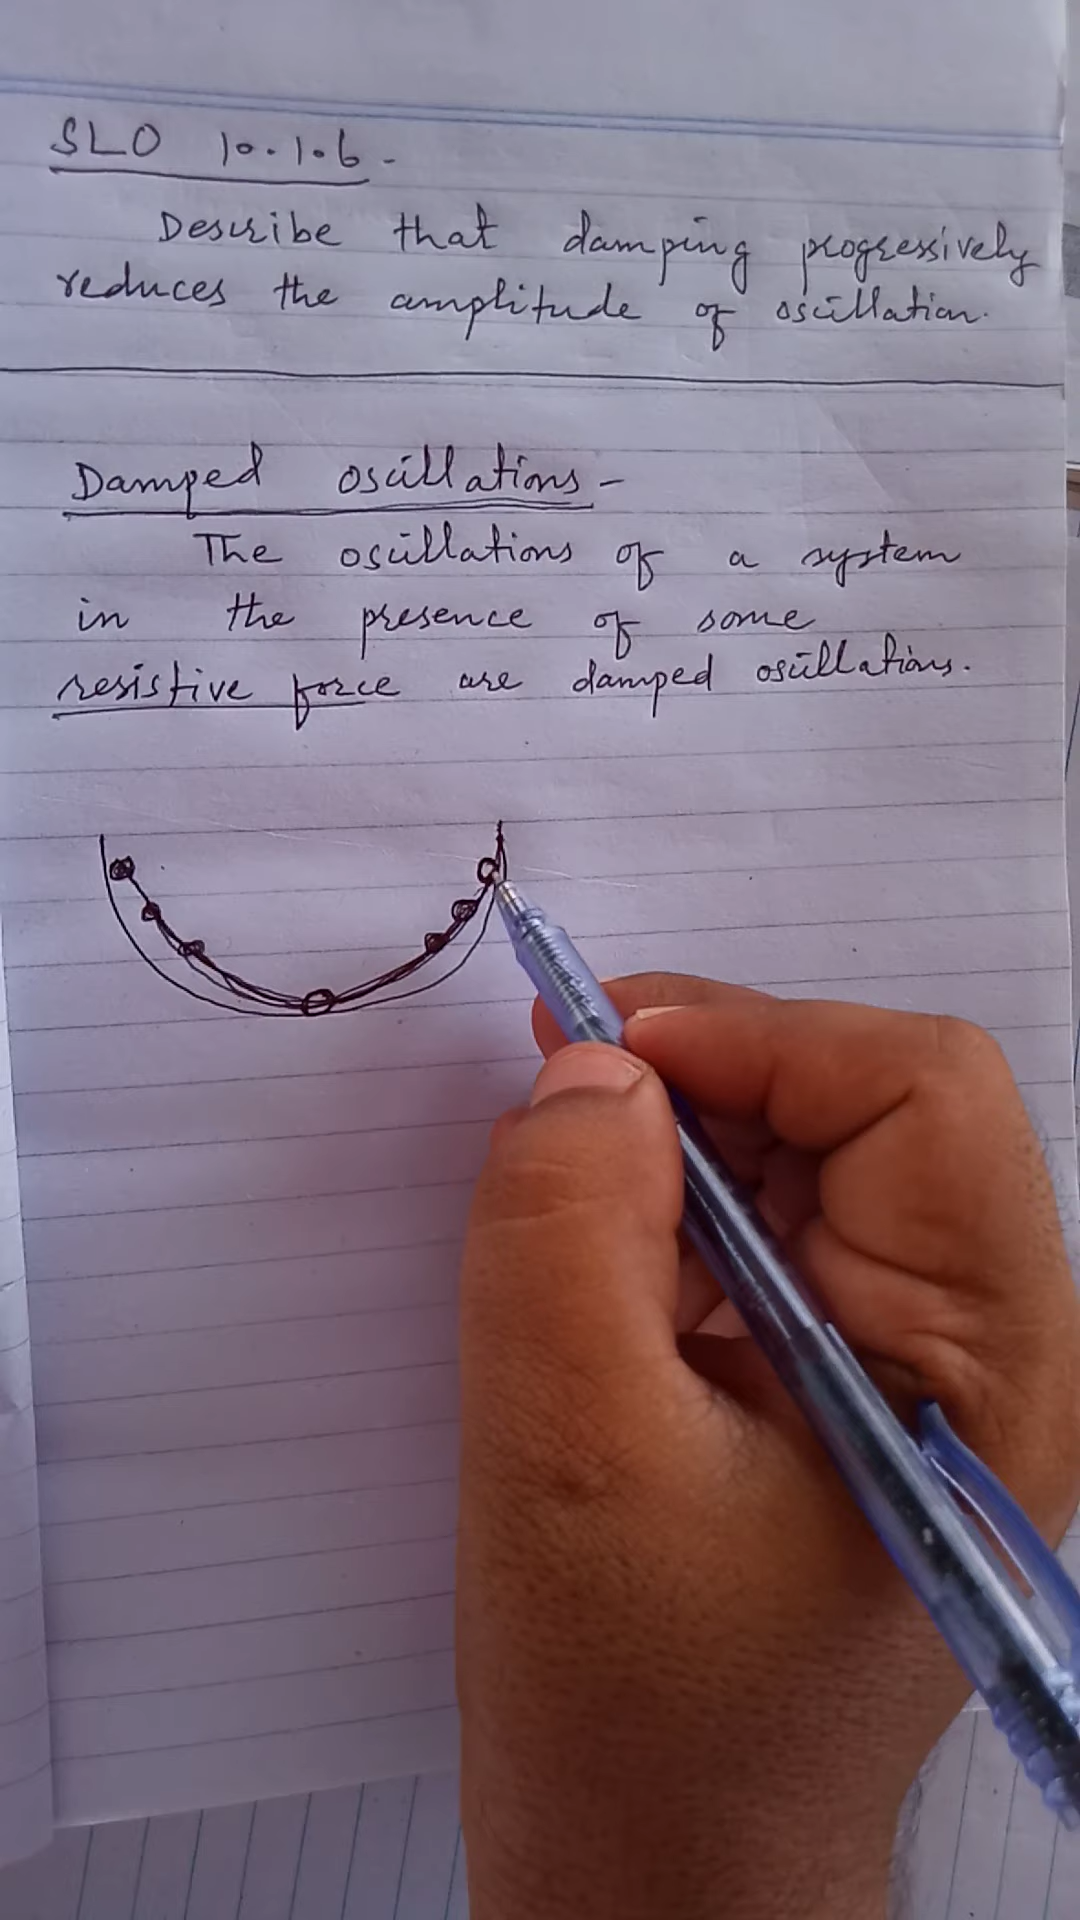 SLO 10.1.6-
Describe that damping progressively
reduces the amplitude of oscillation.
Damped oscillations-
The oscillations of a system
in the presence of some
resistive force are damped oscillations.